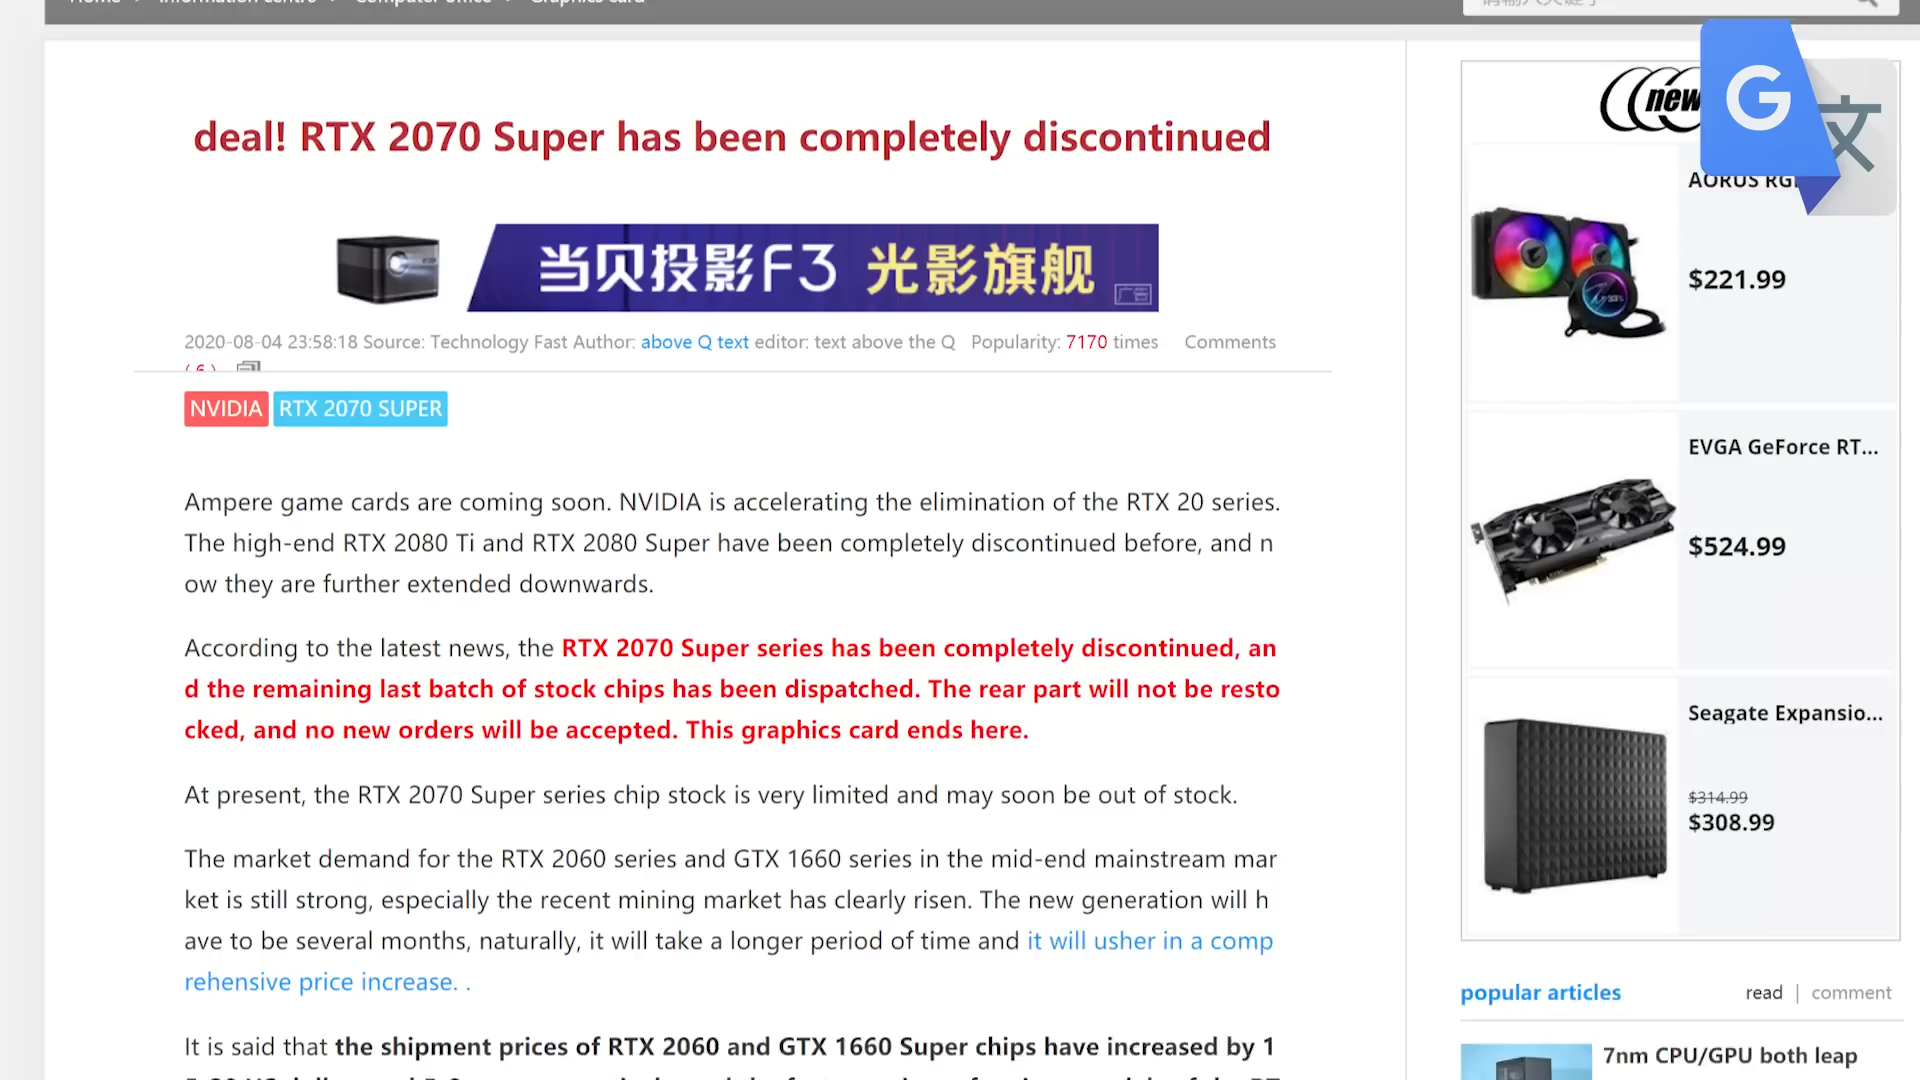 Home > Information centre > Computer office > Graphics card
deal! RTX 2070 Super has been completely discontinued
当贝投影F3 光影旗舰
广告
2020-08-04 23:58:18 Source: Technology Fast Author: above Q text editor: text above the Q Popularity: 7170 times Comments
( 6 )
NVIDIA RTX 2070 SUPER
Ampere game cards are coming soon. NVIDIA is accelerating the elimination of the RTX 20 series.
The high-end RTX 2080 Ti and RTX 2080 Super have been completely discontinued before, and n
ow they are further extended downwards.
According to the latest news, the RTX 2070 Super series has been completely discontinued, an
d the remaining last batch of stock chips has been dispatched. The rear part will not be resto
cked, and no new orders will be accepted. This graphics card ends here.
At present, the RTX 2070 Super series chip stock is very limited and may soon be out of stock.
The market demand for the RTX 2060 series and GTX 1660 series in the mid-end mainstream mar
ket is still strong, especially the recent mining market has clearly risen. The new generation will h
ave to be several months, naturally, it will take a longer period of time and it will usher in a comp
rehensive price increase. .
It is said that the shipment prices of RTX 2060 and GTX 1660 Super chips have increased by 1
new
G 文
AORUS RG
$221.99
EVGA GeForce RT...
$524.99
Seagate Expansio...
$314.99
$308.99
popular articles read | comment
7nm CPU/GPU both leap